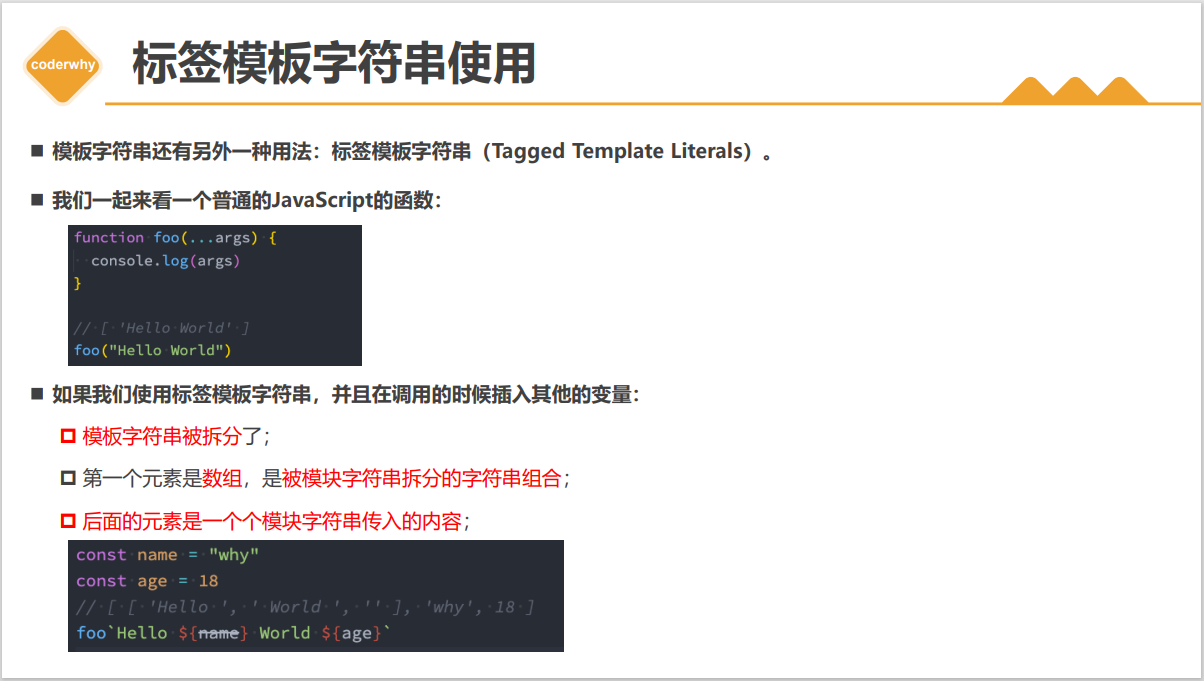 coderwhy
标签模板字符串使用
模板字符串还有另外一种用法：标签模板字符串（Tagged Template Literals）。
我们一起来看一个普通的JavaScript的函数：
function foo(...args) {
  console.log(args)
}
// [ 'Hello World' ]
foo("Hello World")
如果我们使用标签模板字符串，并且在调用的时候插入其他的变量：
模板字符串被拆分了；
第一个元素是数组，是被模块字符串拆分的字符串组合；
后面的元素是一个个模块字符串传入的内容；
const name = "why"
const age = 18
// [ [ 'Hello ', ' World ', '' ], 'why', 18 ]
foo`Hello ${name} World ${age}`